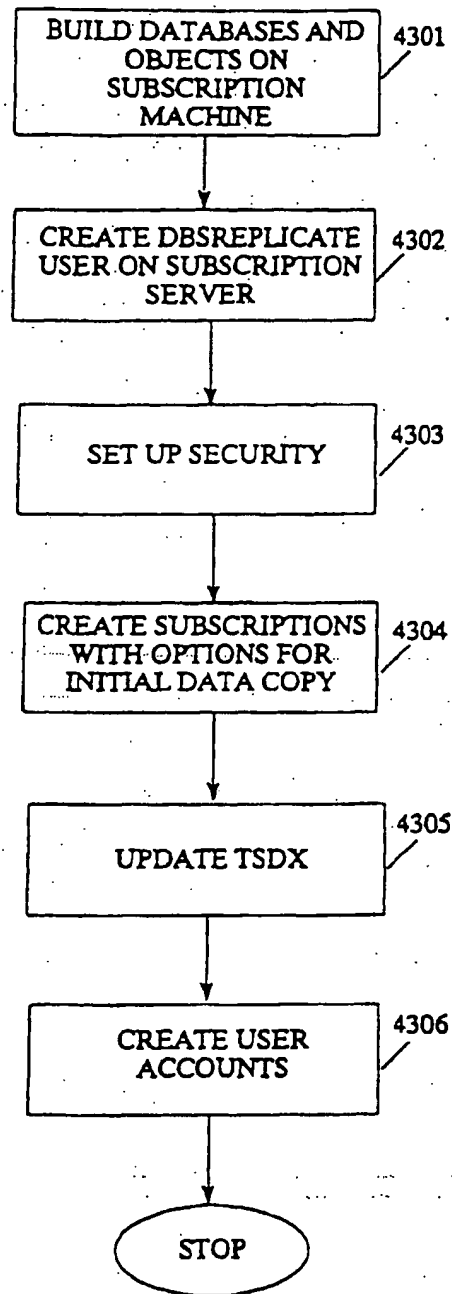 BUILD DATABASES AND
OBJECTS ON
SUBSCRIPTION
MACHINE
4301
CREATE DBSREPLICATE
USER ON SUBSCRIPTION
SERVER
4302
SET UP SECURITY
4303
CREATE SUBSCRIPTIONS
WITH OPTIONS FOR
INITIAL DATA COPY
4304
UPDATE TSDX
4305
CREATE USER
ACCOUNTS
4306
STOP